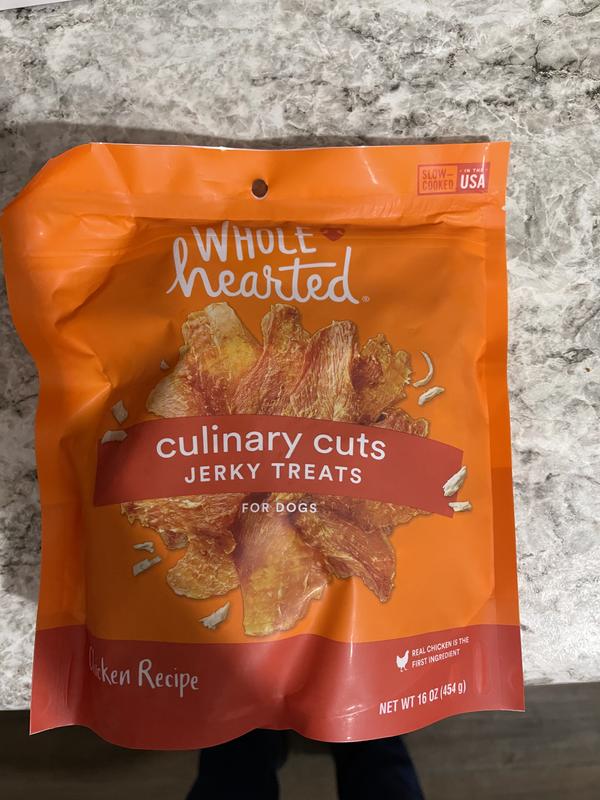 SLOW–
COOKED
IN THE
USA
WHOLE
hearted®
culinary cuts
JERKY TREATS
FOR DOGS
Chicken Recipe
REAL CHICKEN IS THE
FIRST INGREDIENT
NET WT 16 OZ (454 g)